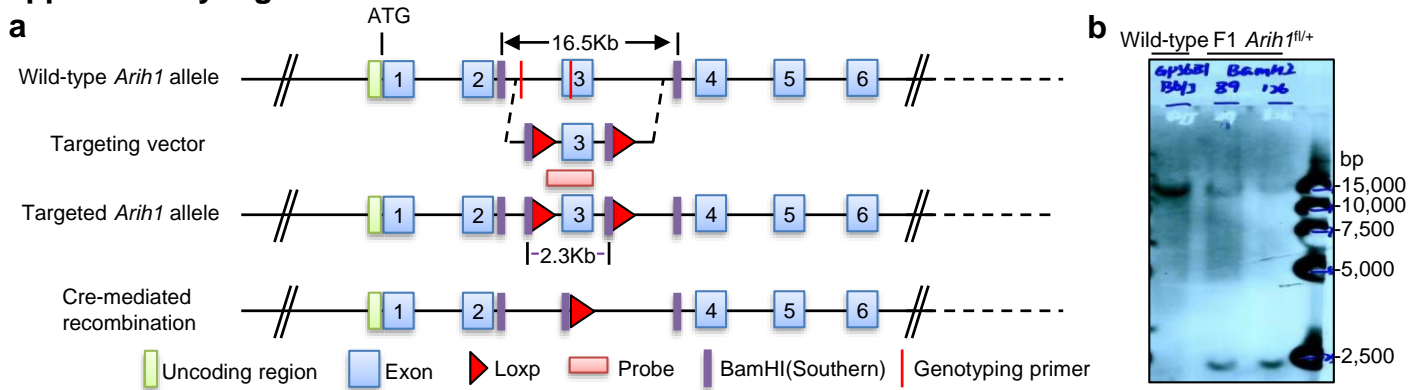 a
ATG
16.5Kb
Wild-type Arih1 allele
1 2 3 4 5 6
Targeting vector
3
Targeted Arih1 allele
1 2 3 4 5 6
2.3Kb
Cre-mediated
recombination
1 2 4 5 6
Uncoding region
Exon
Loxp
Probe
BamHI(Southern)
Genotyping primer
b
Wild-type F1 Arih1fl/+
89 126
bp
15,000
10,000
7,500
5,000
2,500